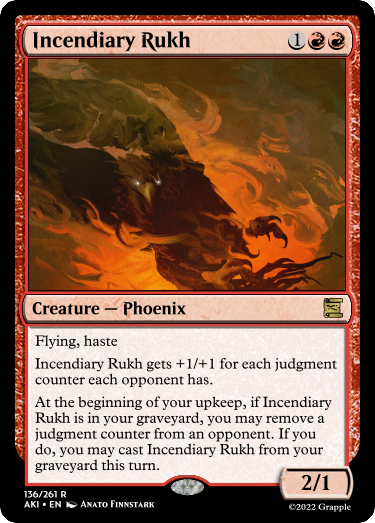 Incendiary Rukh 1
Creature — Phoenix
Flying, haste
Incendiary Rukh gets +1/+1 for each judgment
counter each opponent has.
At the beginning of your upkeep, if Incendiary
Rukh is in your graveyard, you may remove a
judgment counter from an opponent. If you
do, you may cast Incendiary Rukh from your
graveyard this turn.
2/1
136/261 R
AKI • EN Anato Finnstark
©2022 Grapple